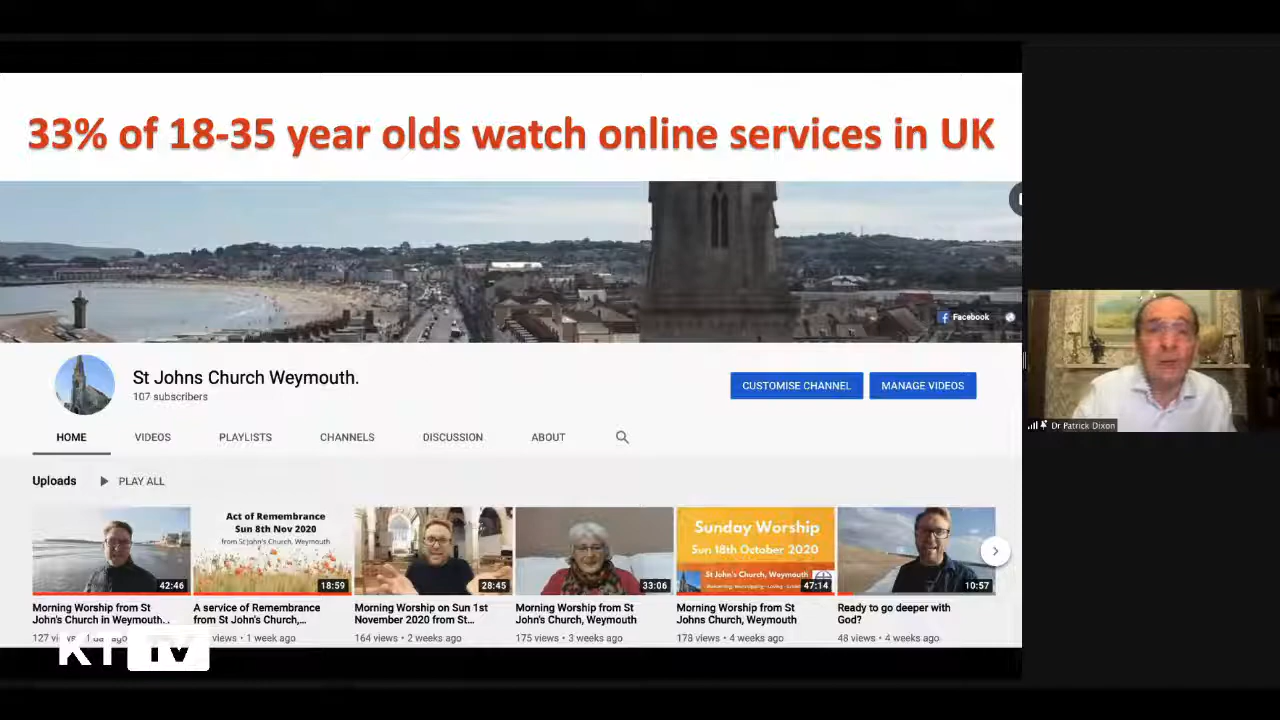 33% of 18-35 year olds watch online services in UK
Facebook
St Johns Church Weymouth.
107 subscribers
CUSTOMISE CHANNEL
MANAGE VIDEOS
HOME
VIDEOS
PLAYLISTS
CHANNELS
DISCUSSION
ABOUT
Dr Patrick Dixon
Uploads
PLAY ALL
42:46
Morning Worship from St
John's Church in Weymouth..
127
1 day ago
Act of Remembrance
Sun 8th Nov 2020
from St John's Church, Weymouth
18:59
A service of Remembrance
from St John's Church,...
views • 1 week ago
28:45
Morning Worship on Sun 1st
November 2020 from St...
164 views • 2 weeks ago
33:06
Morning Worship from St
John's Church, Weymouth
175 views • 3 weeks ago
Sunday Worship
Sun 18th October 2020
St John's Church, Weymouth
47:14
Morning Worship from St
Johns Church, Weymouth
178 views • 4 weeks ago
10:57
Ready to go deeper with
God?
48 views • 4 weeks ago
KT TV